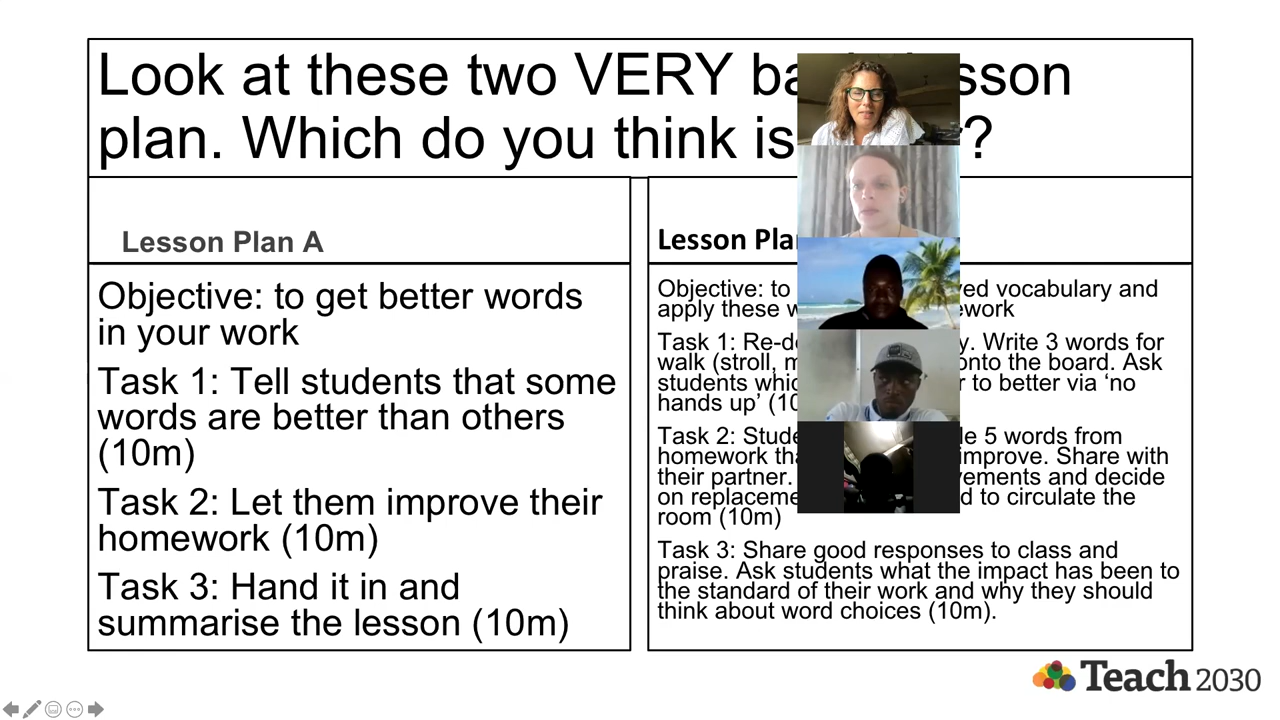 Look at these two VERY ba sson
plan. Which do you think is r?
Lesson Plan A
Objective: to get better words
in your work
Task 1: Tell students that some
words are better than others
(10m)
Task 2: Let them improve their
homework (10m)
Task 3: Hand it in and
summarise the lesson (10m)
Lesson Pla
Objective: to ved vocabulary and
apply these w ework
Task 1: Re-d y. Write 3 words for
walk (stroll, m onto the board. Ask
students whic r to better via ‘no
hands up’ (10
Task 2: Stude le 5 words from
homework tha improve. Share with
their partner. vements and decide
on replaceme d to circulate the
room (10m)
Task 3: Share good responses to class and
praise. Ask students what the impact has been to
the standard of their work and why they should
think about word choices (10m).
Teach 2030